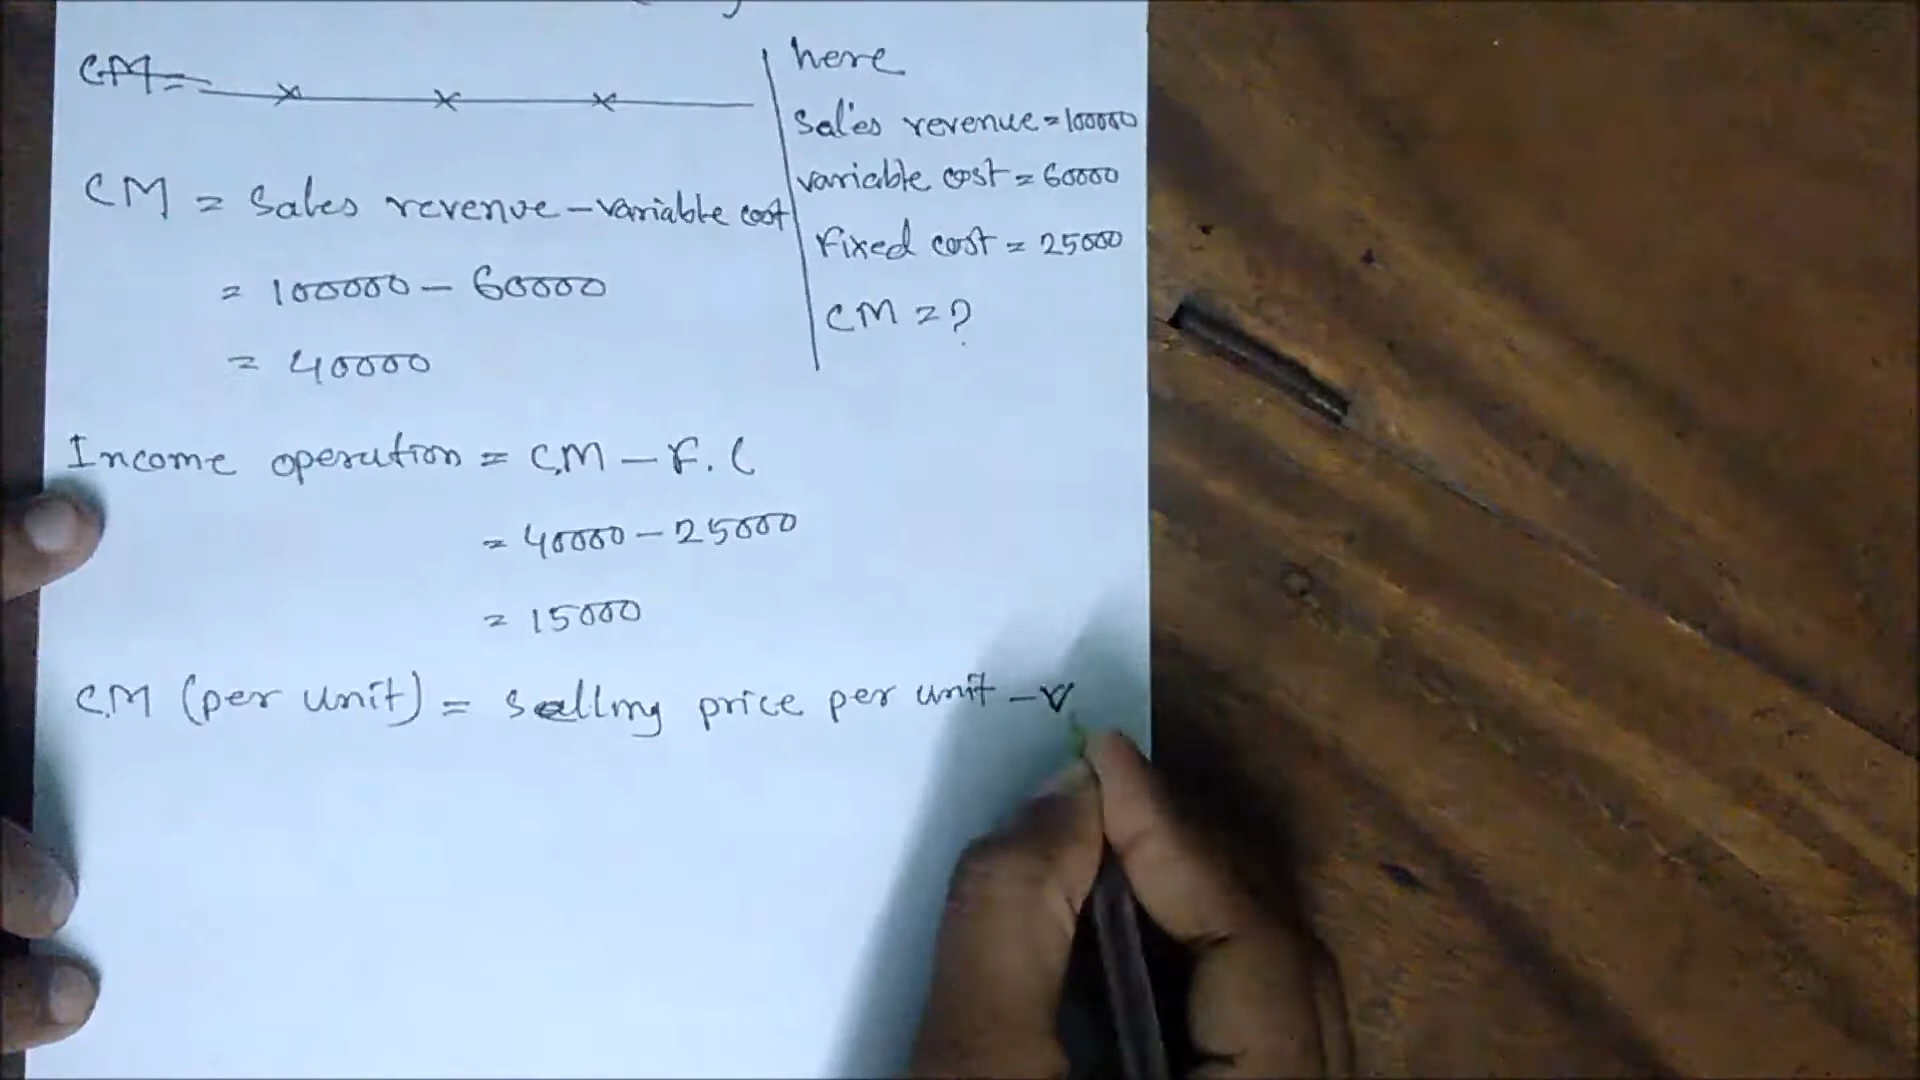 CM=
CM = Sales revenue - variable cost
= 100000 - 60000
= 40000
here
Sales revenue = 100000
variable cost = 60000
Fixed cost = 25000
CM = ?
Income operation = C.M - F.C
= 40000 - 25000
= 15000
C.M (per unit) = selling price per unit - v